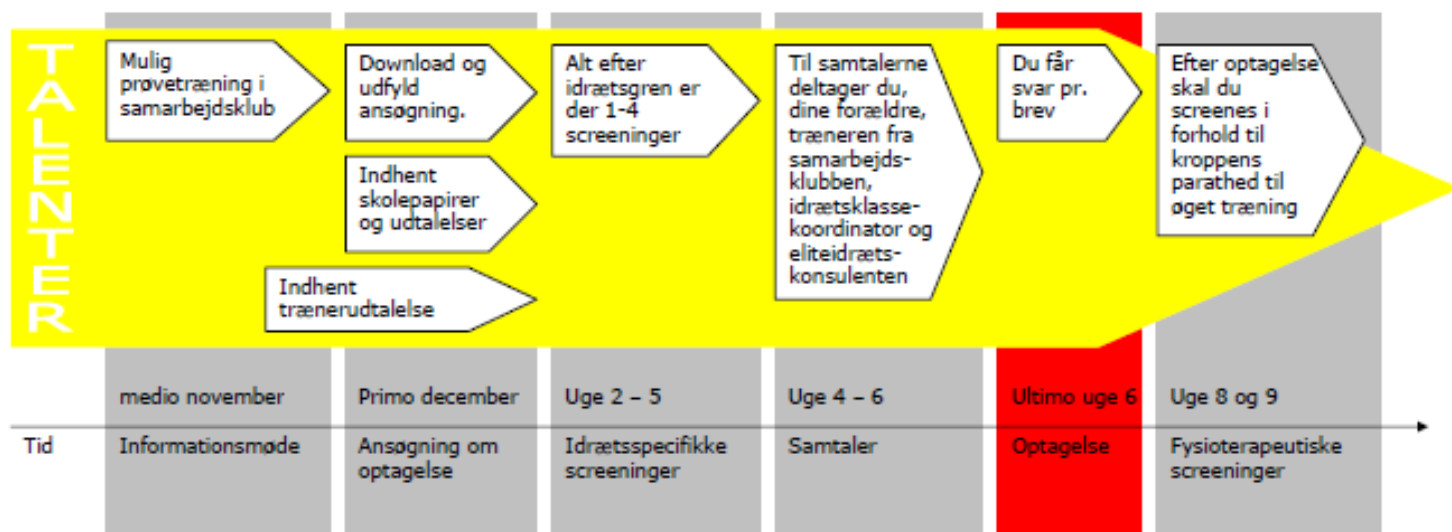 TALENTER
Mulig
prøvetræning i
samarbejdsklub
Download og
udfyld
ansøgning.
Indhent
skolepapirer
og udtalelser
Indhent
trænerudtalelse
Alt efter
idrætsgren er
der 1-4
screeninger
Til samtalerne
deltager du,
dine forældre,
træneren fra
samarbejds-
klubben,
idrætsklasse-
koordinator og
eliteidræts-
konsulenten
Du får
svar pr.
brev
Efter optagelse
skal du
screenes i
forhold til
kroppens
parathed til
øget træning
medio november
Primo december
Uge 2 – 5
Uge 4 – 6
Ultimo uge 6
Uge 8 og 9
Tid
Informationsmøde
Ansøgning om
optagelse
Idrætsspecifikke
screeninger
Samtaler
Optagelse
Fysioterapeutiske
screeninger